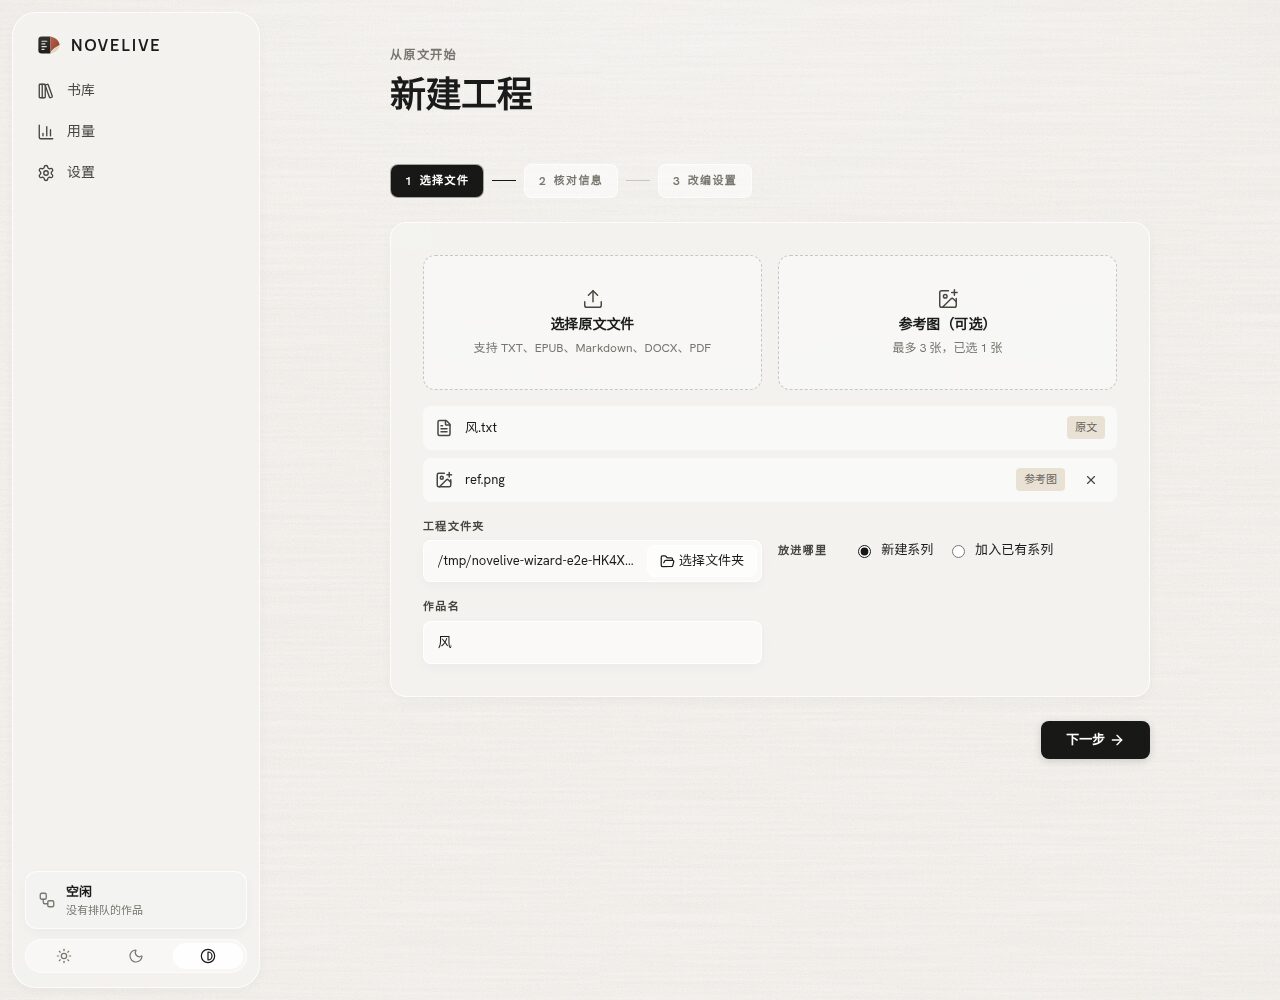 NOVELIVE
书库
用量
设置
空闲
没有排队的作品
从原文开始
新建工程
1 选择文件
2 核对信息
3 改编设置
选择原文文件
支持 TXT、EPUB、Markdown、DOCX、PDF
参考图（可选）
最多 3 张，已选 1 张
风.txt
原文
ref.png
参考图
工程文件夹
/tmp/novelive-wizard-e2e-HK4X...
选择文件夹
放进哪里
新建系列
加入已有系列
作品名
风
下一步